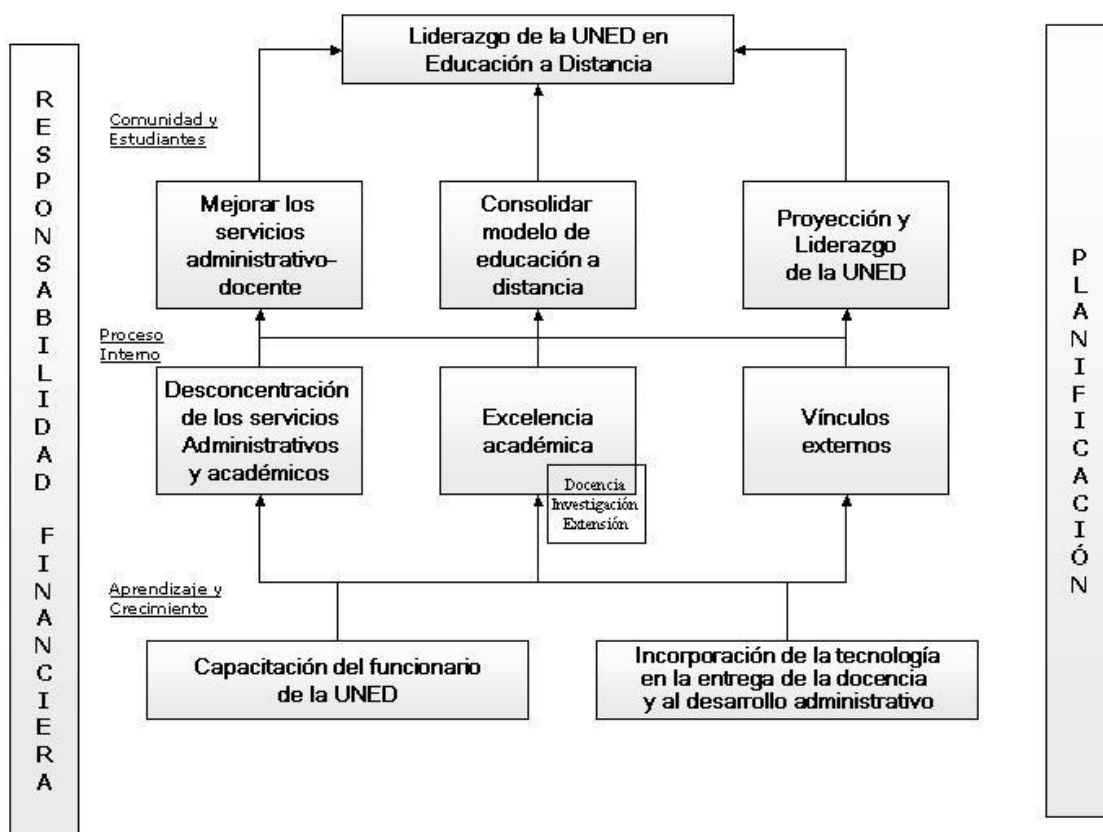 Liderazgo de la UNED en
Educación a Distancia
RESPONSABILIDAD FINANCIERA
PLANIFICACIÓN
Comunidad y
Estudiantes
Mejorar los
servicios
administrativo-
docente
Consolidar
modelo de
educación a
distancia
Proyección y
Liderazgo
de la UNED
Proceso
Interno
Desconcentración
de los servicios
Administrativos
y académicos
Excelencia
académica
Docencia
Investigación
Extensión
Vínculos
externos
Aprendizaje y
Crecimiento
Capacitación del funcionario
de la UNED
Incorporación de la tecnología
en la entrega de la docencia
y al desarrollo administrativo